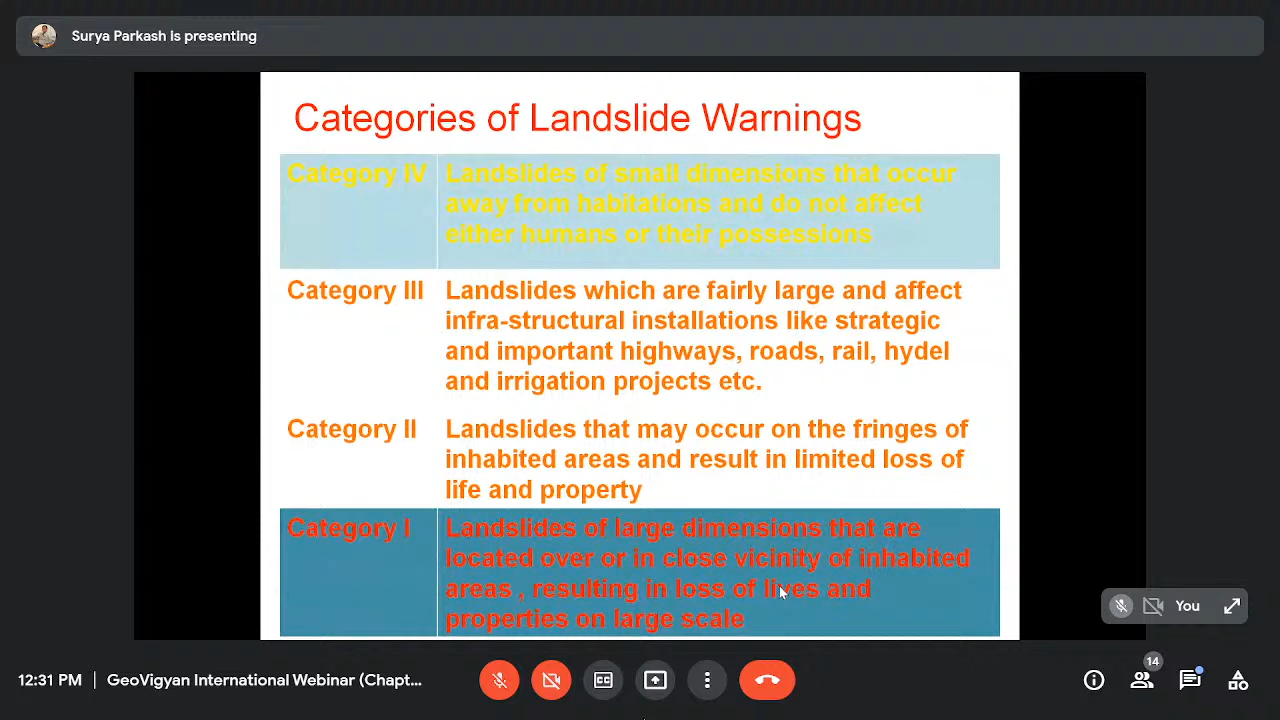 Surya Parkash is presenting
Categories of Landslide Warnings
Category IV
Landslides of small dimensions that occur
away from habitations and do not affect
either humans or their possessions
Category III
Landslides which are fairly large and affect
infra-structural installations like strategic
and important highways, roads, rail, hydel
and irrigation projects etc.
Category II
Landslides that may occur on the fringes of
inhabited areas and result in limited loss of
life and property
Category I
Landslides of large dimensions that are
located over or in close vicinity of inhabited
areas , resulting in loss of lives and
properties on large scale
You
12:31 PM | GeoVigyan International Webinar (Chapt...
14